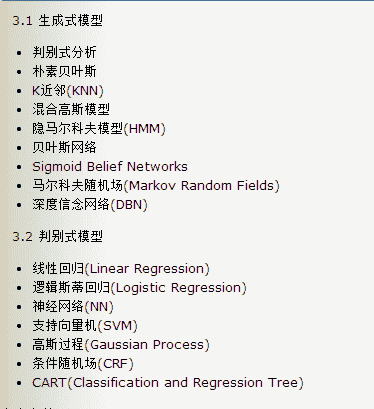 3.1 生成式模型
判别式分析
朴素贝叶斯
K近邻(KNN)
混合高斯模型
隐马尔科夫模型(HMM)
贝叶斯网络
Sigmoid Belief Networks
马尔科夫随机场(Markov Random Fields)
深度信念网络(DBN)
3.2 判别式模型
线性回归(Linear Regression)
逻辑斯蒂回归(Logistic Regression)
神经网络(NN)
支持向量机(SVM)
高斯过程(Gaussian Process)
条件随机场(CRF)
CART(Classification and Regression Tree)